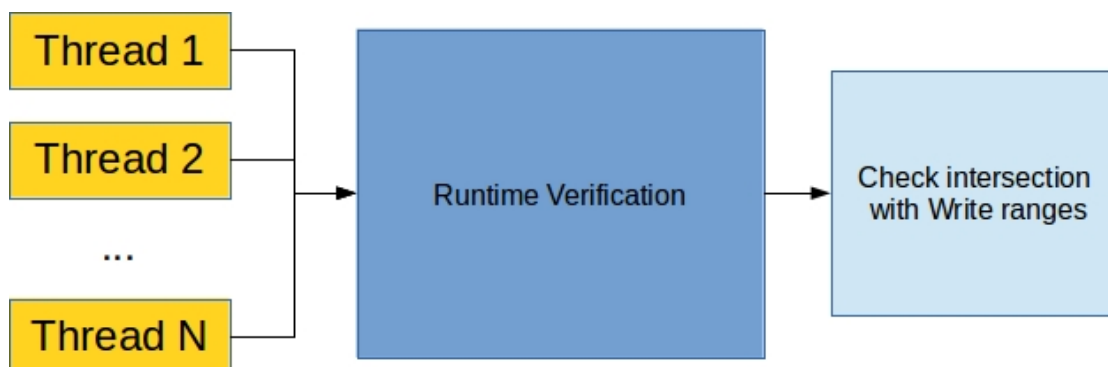 Thread 1
Thread 2
...
Thread N
Runtime Verification
Check intersection
with Write ranges